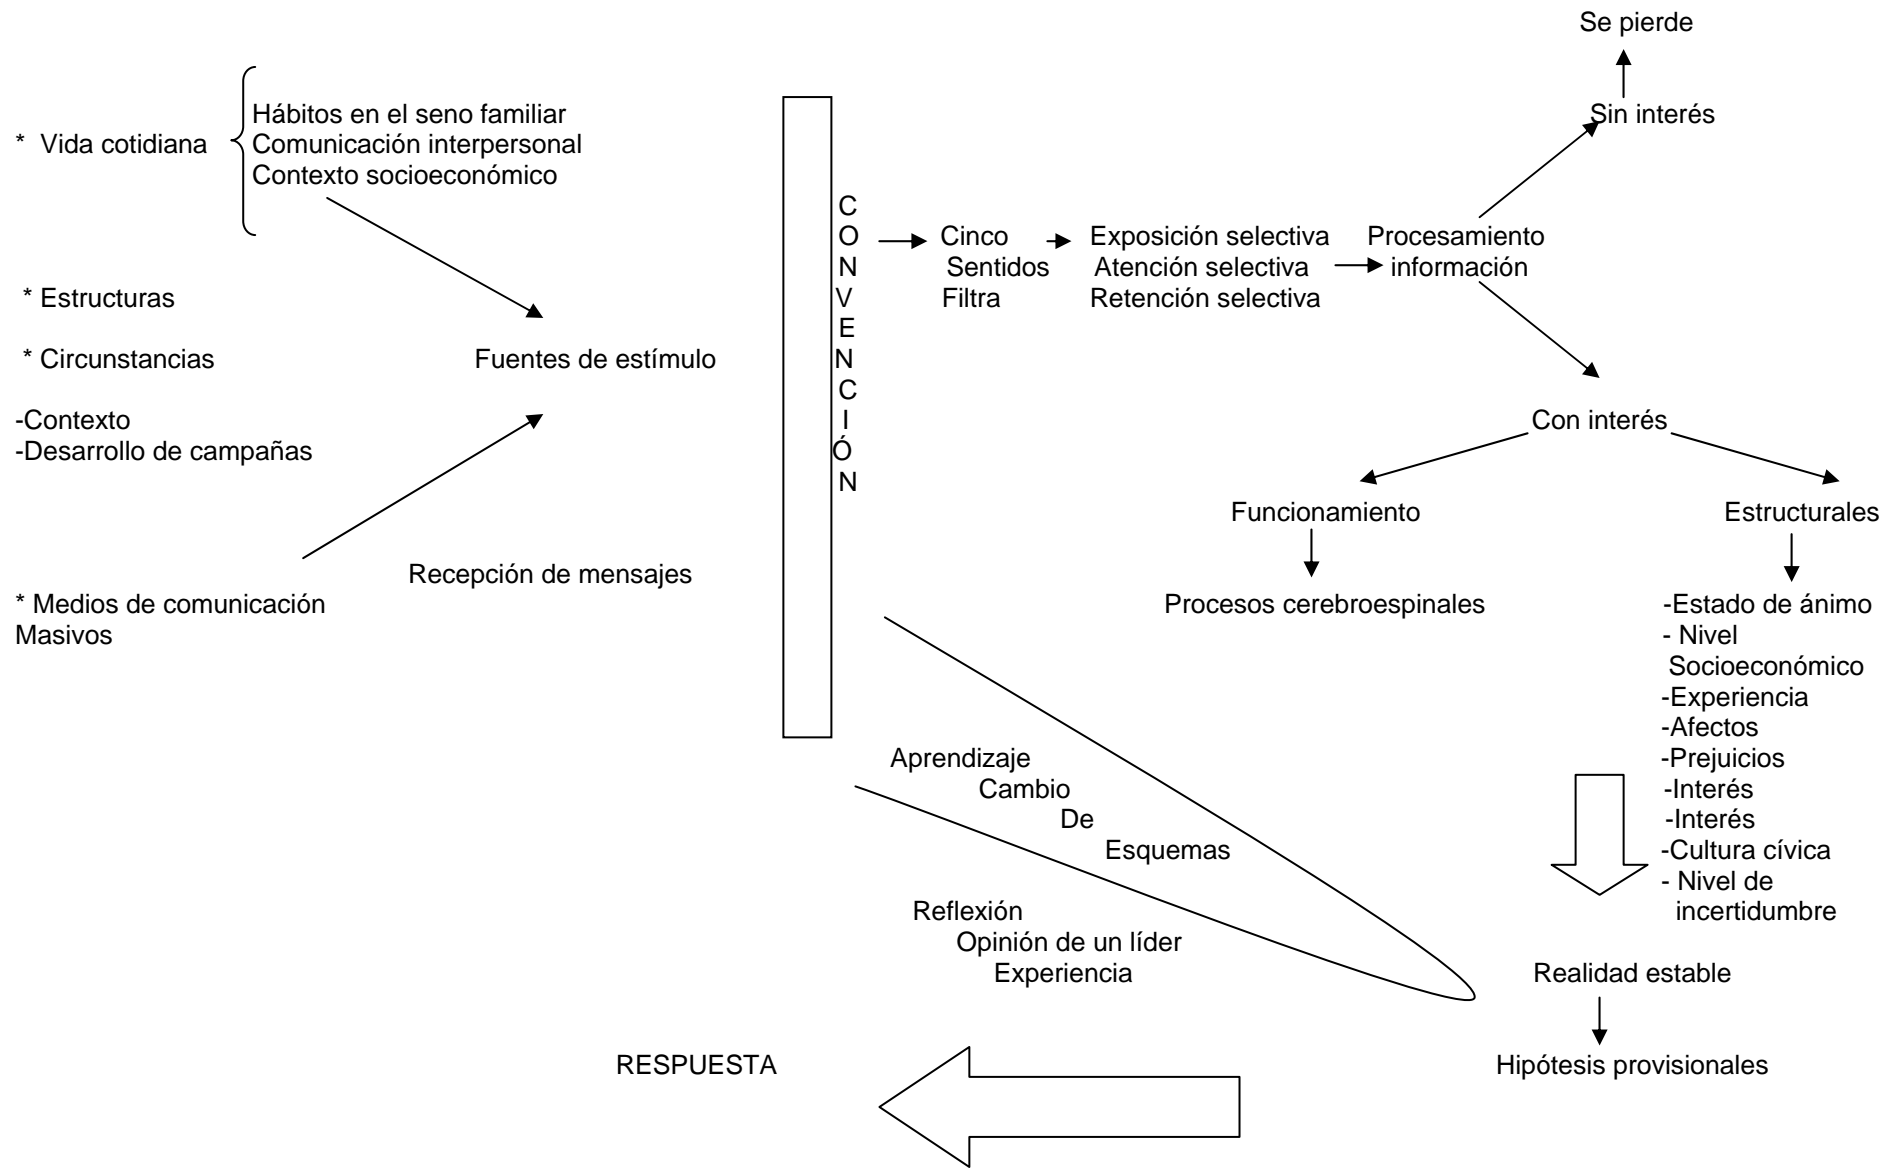 Se pierde
Sin interés
* Vida cotidiana
Hábitos en el seno familiar
Comunicación interpersonal
Contexto socioeconómico
* Estructuras
* Circunstancias
-Contexto
-Desarrollo de campañas
* Medios de comunicación
Masivos
Fuentes de estímulo
Recepción de mensajes
C
O
N
V
E
N
C
I
Ó
N
Cinco
Sentidos
Filtra
Exposición selectiva
Atención selectiva
Retención selectiva
Procesamiento
información
Con interés
Funcionamiento
Procesos cerebroespinales
Estructurales
-Estado de ánimo
- Nivel
Socioeconómico
-Experiencia
-Afectos
-Prejuicios
-Interés
-Interés
-Cultura cívica
- Nivel de
incertidumbre
Aprendizaje
Cambio
De
Esquemas
Reflexión
Opinión de un líder
Experiencia
Realidad estable
Hipótesis provisionales
RESPUESTA